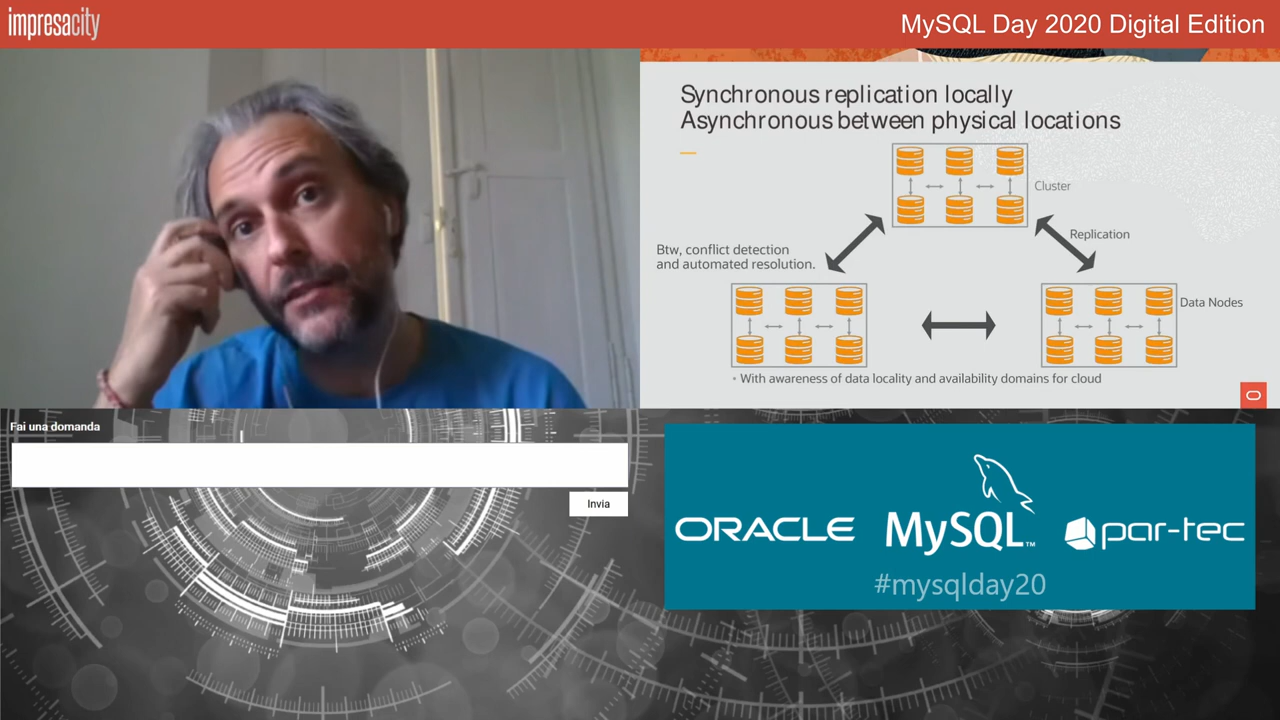 impresacity
MySQL Day 2020 Digital Edition
Synchronous replication locally
Asynchronous between physical locations
Cluster
Replication
Btw, conflict detection
and automated resolution.
Data Nodes
• With awareness of data locality and availability domains for cloud
Fai una domanda
Invia
ORACLE
MySQL™
par-tec
#mysqlday20